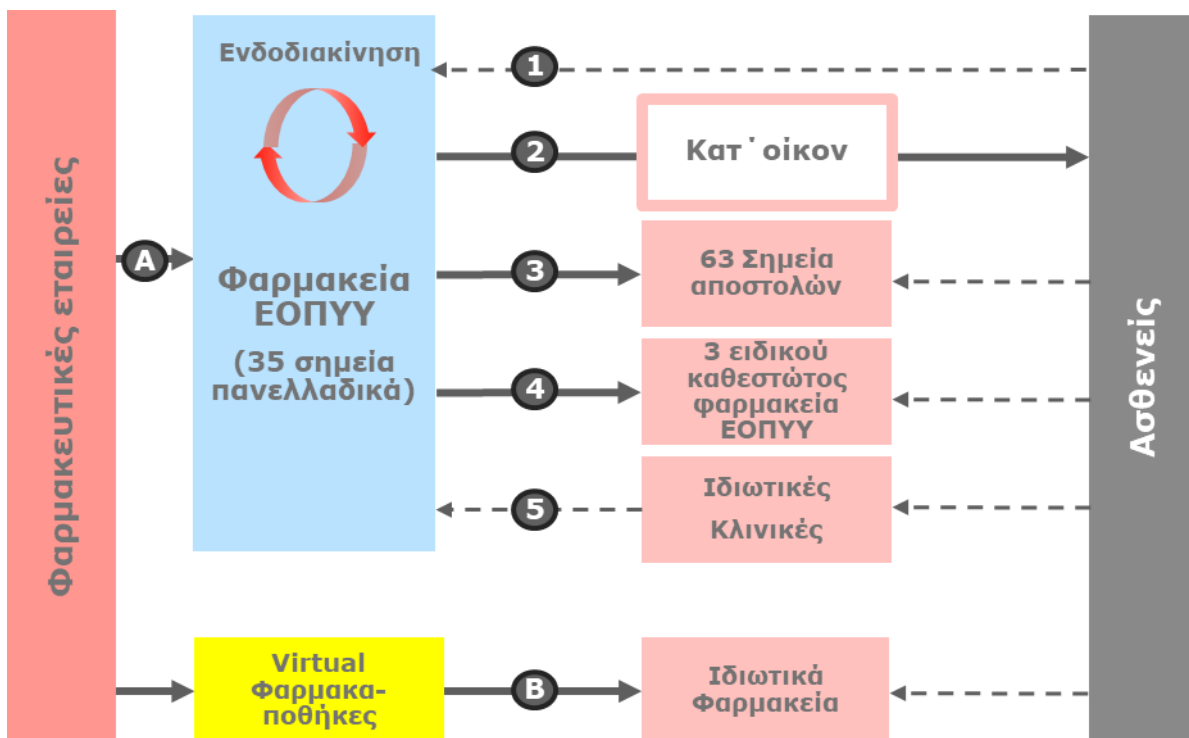 Φαρμακευτικές εταιρείες
A
Ενδοδιακίνηση
Φαρμακεία
ΕΟΠΥΥ
(35 σημεία
πανελλαδικά)
1
2
Κατ΄οίκον
3
63 Σημεία
αποστολών
4
3 ειδικού
καθεστώτος
φαρμακεία
ΕΟΠΥΥ
5
Ιδιωτικές
Κλινικές
Virtual
Φαρμακα-
ποθήκες
B
Ιδιωτικά
Φαρμακεία
Ασθενείς